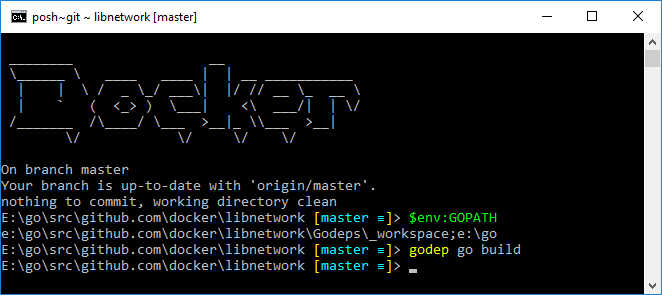 posh~git ~ libnetwork [master]
Docker
On branch master
Your branch is up-to-date with 'origin/master'.
nothing to commit, working directory clean
E:\go\src\github.com\docker\libnetwork [master ≡]> $env:GOPATH
e:\go\src\github.com\docker\libnetwork\Godeps\_workspace;e:\go
E:\go\src\github.com\docker\libnetwork [master ≡]> godep go build
E:\go\src\github.com\docker\libnetwork [master ≡]> _